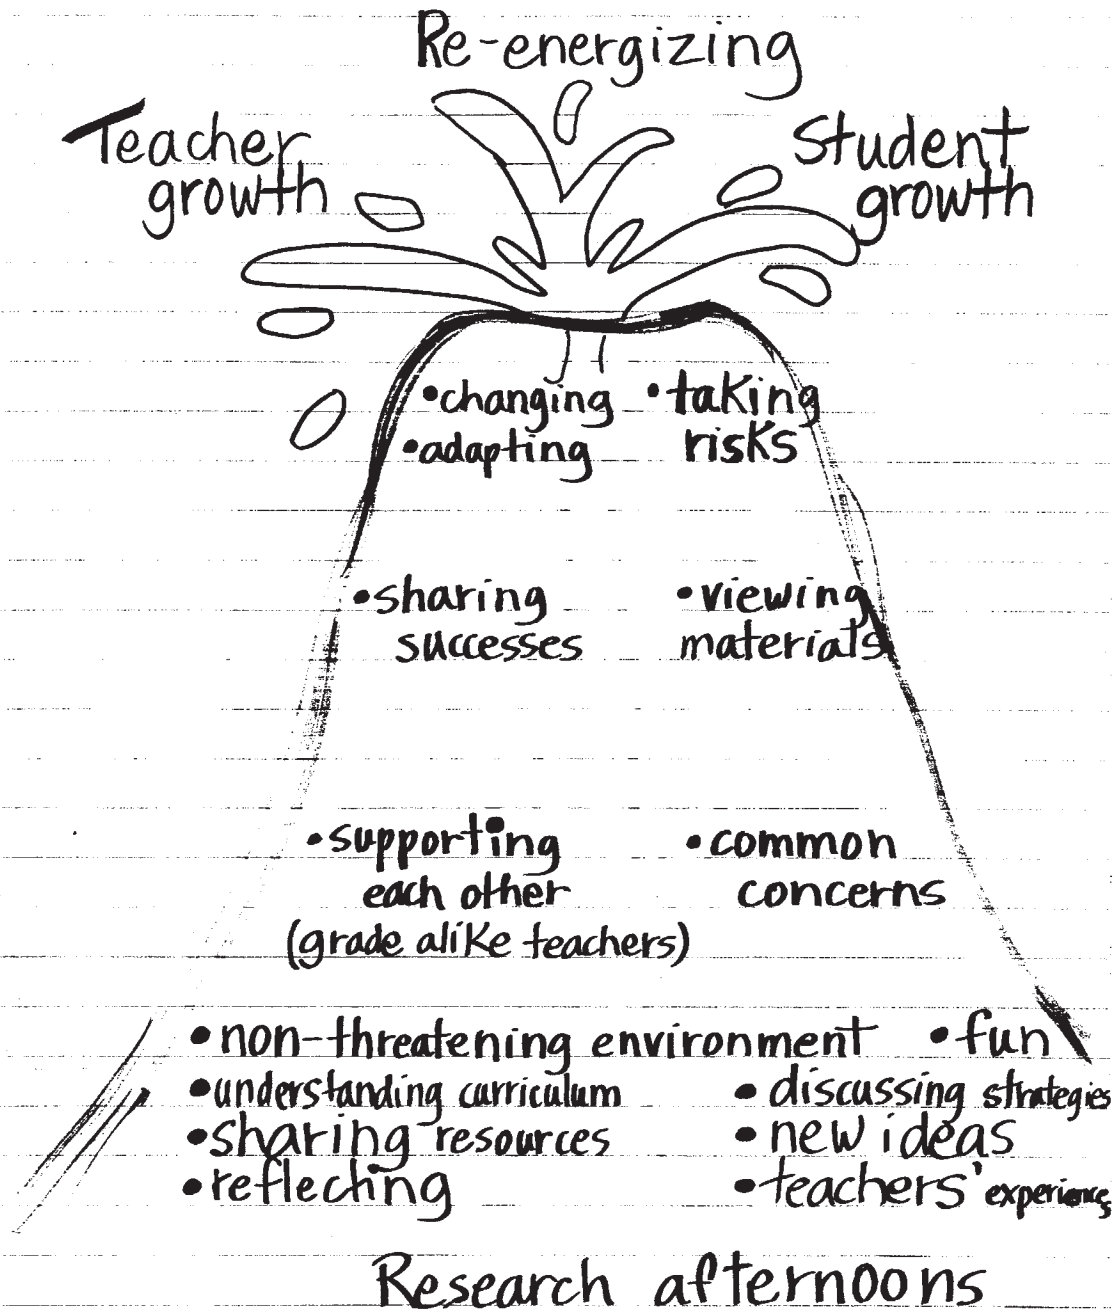 Re-energizing
Teacher
growth
Student
growth
•changing
•adapting
•taking
risks
•sharing
successes
•viewing
materials
•supporting
each other
(grade alike teachers)
•common
concerns
•non-threatening environment
•fun
•understanding curriculum
•sharing resources
•reflecting
•discussing strategies
•new ideas
•teachers' experiences
Research afternoons